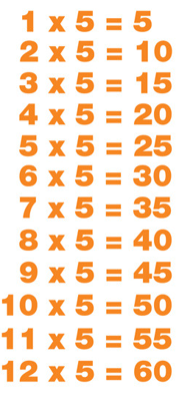 1 x 5 = 5
2 x 5 = 10
3 x 5 = 15
4 x 5 = 20
5 x 5 = 25
6 x 5 = 30
7 x 5 = 35
8 x 5 = 40
9 x 5 = 45
10 x 5 = 50
11 x 5 = 55
12 x 5 = 60